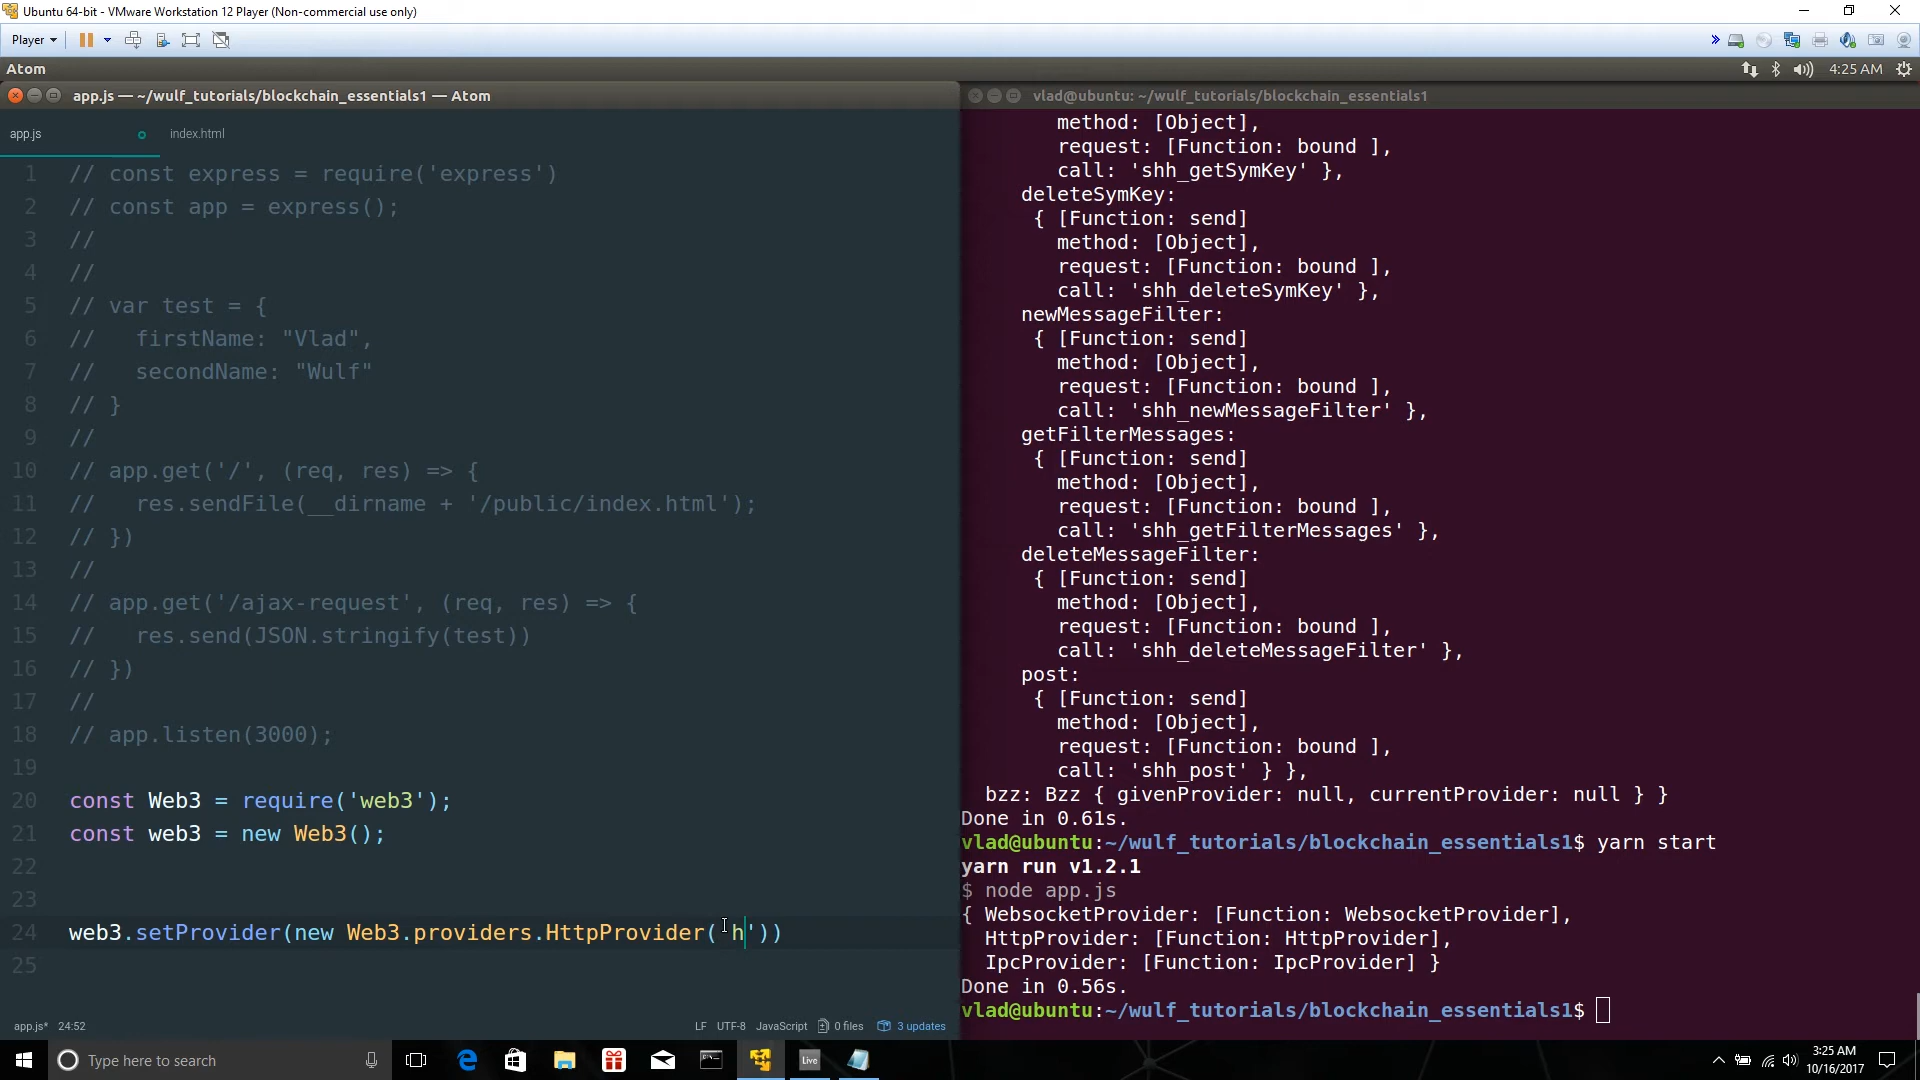 Ubuntu 64-bit - VMware Workstation 12 Player (Non-commercial use only)
Player
Atom
4:25 AM
app.js — ~/wulf_tutorials/blockchain_essentials1 — Atom
app.js
index.html
1 // const express = require('express')
2 // const app = express();
3 //
4 //
5 // var test = {
6 //   firstName: "Vlad",
7 //   secondName: "Wulf"
8 // }
9 //
10 // app.get('/', (req, res) => {
11 //   res.sendFile(__dirname + '/public/index.html');
12 // })
13 //
14 // app.get('/ajax-request', (req, res) => {
15 //   res.send(JSON.stringify(test))
16 // })
17 //
18 // app.listen(3000);
19
20 const Web3 = require('web3');
21 const web3 = new Web3();
22
23
24 web3.setProvider(new Web3.providers.HttpProvider('h'))
25
app.js* 24:52
LF UTF-8 JavaScript 0 files 3 updates
vlad@ubuntu: ~/wulf_tutorials/blockchain_essentials1
method: [Object],
request: [Function: bound ],
call: 'shh_getSymKey' },
deleteSymKey:
{ [Function: send]
method: [Object],
request: [Function: bound ],
call: 'shh_deleteSymKey' },
newMessageFilter:
{ [Function: send]
method: [Object],
request: [Function: bound ],
call: 'shh_newMessageFilter' },
getFilterMessages:
{ [Function: send]
method: [Object],
request: [Function: bound ],
call: 'shh_getFilterMessages' },
deleteMessageFilter:
{ [Function: send]
method: [Object],
request: [Function: bound ],
call: 'shh_deleteMessageFilter' },
post:
{ [Function: send]
method: [Object],
request: [Function: bound ],
call: 'shh_post' } },
bzz: Bzz { givenProvider: null, currentProvider: null } }
Done in 0.61s.
vlad@ubuntu:~/wulf_tutorials/blockchain_essentials1$ yarn start
yarn run v1.2.1
$ node app.js
{ WebsocketProvider: [Function: WebsocketProvider],
HttpProvider: [Function: HttpProvider],
IpcProvider: [Function: IpcProvider] }
Done in 0.56s.
vlad@ubuntu:~/wulf_tutorials/blockchain_essentials1$
Type here to search
Live
3:25 AM
10/16/2017